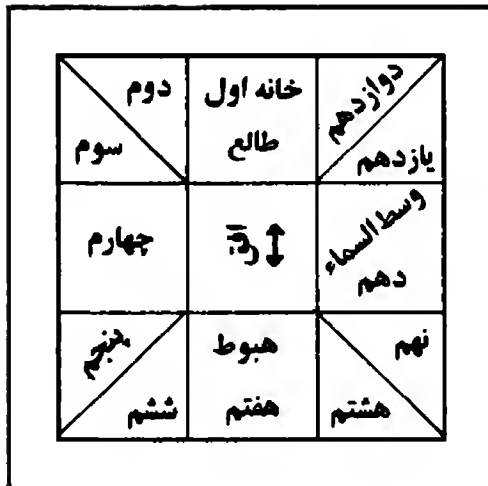 خانه اول
طالع
دوم
سوم
چهارم
پنجم
ششم
هبوط
هفتم
هشتم
نهم
وسط السماء
دهم
یازدهم
دوازدهم